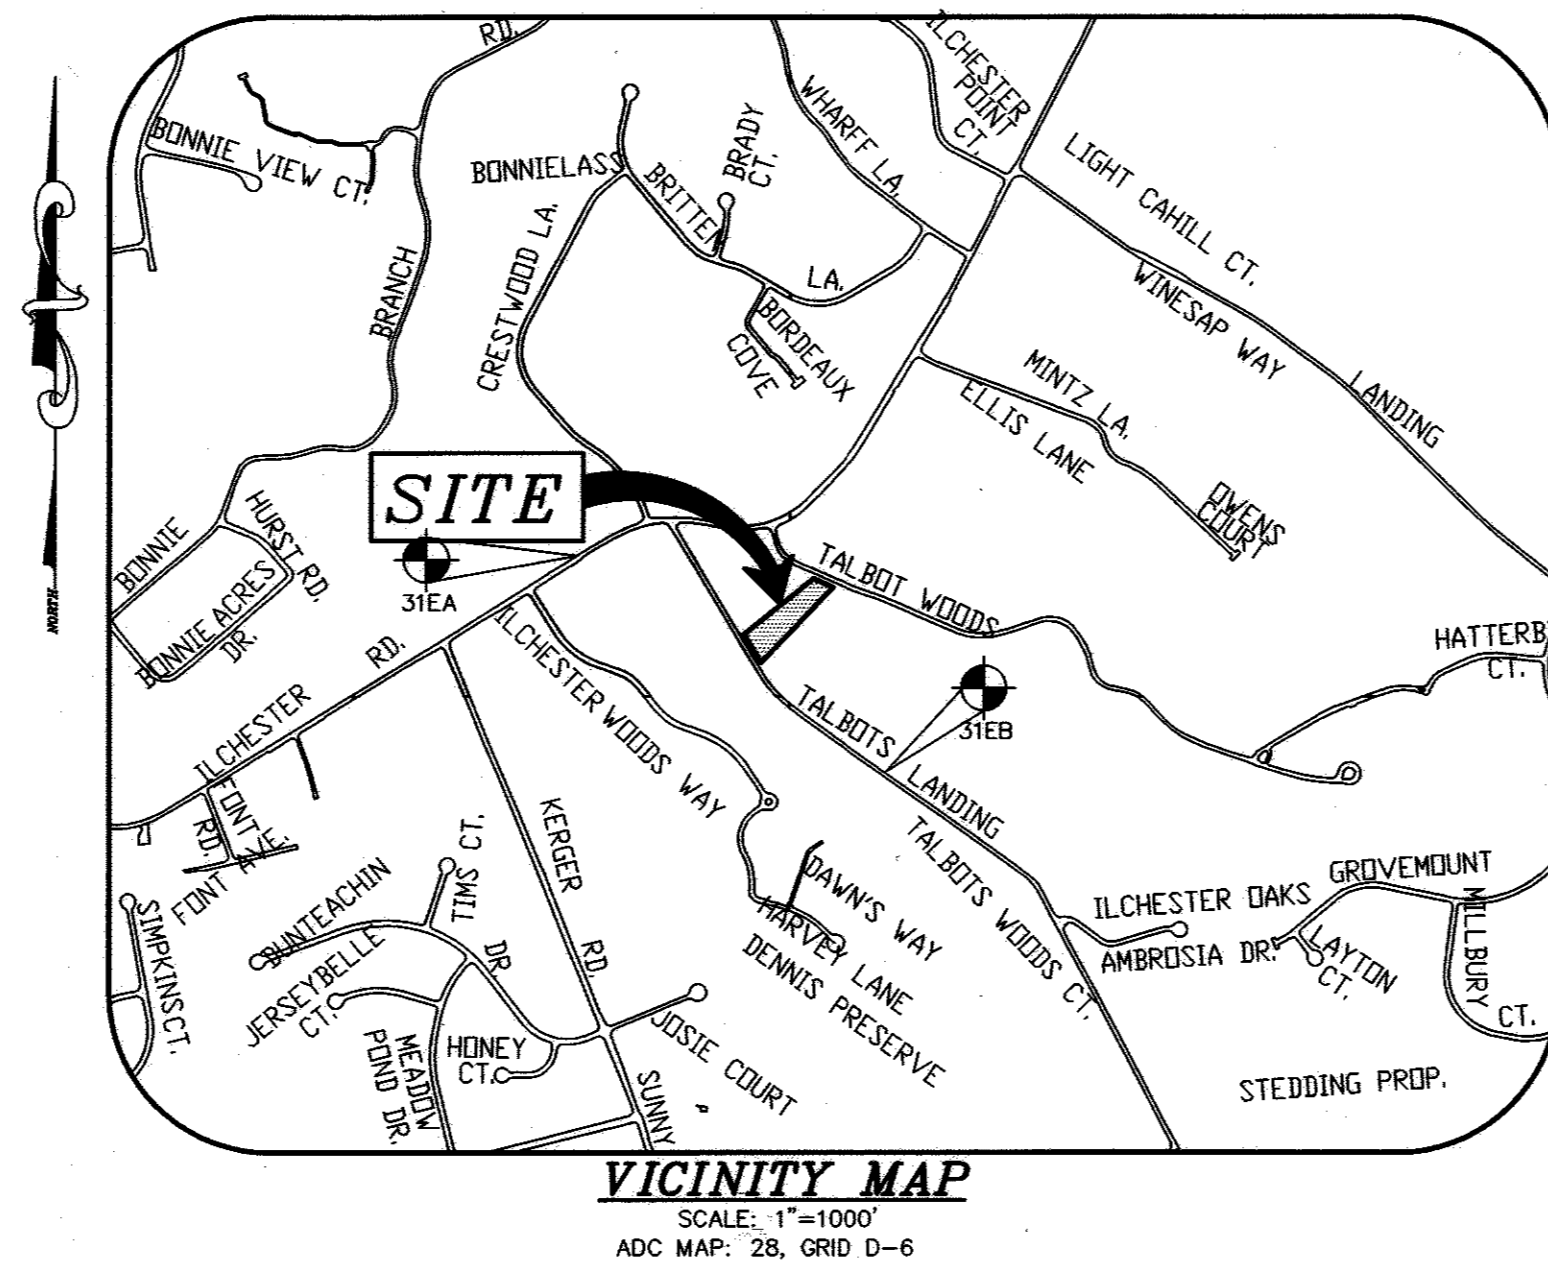 RD.
ILCHESTER
POINT
CT.
WHARFF LA.
BONNIE VIEW CT.
BONNIELASS
BRITTEN
LA.
BRADY
CT.
LIGHT CAHILL CT.
WINESAP WAY
LANDING
BRANCH
CRESTWOOD LA.
BORDEAUX
COVE
MINTZ LA.
ELLIS LANE
OWENS
COURT
SITE
HURST RD.
BONNIE
BONNIE ACRES
DR.
31EA
TALBOT WOODS
NORTH
HATTERB
CT.
ILCHESTER
RD.
ILCHESTER WOODS WAY
31EB
TALBOTS
LANDING
TALBOTS WOODS CT.
FONT AVE.
RD.
FONT AVE.
KERGER
RD.
TIMS CT.
DUNTEACHIN
DR.
JERSEYBELLE
CT.
SIMPKINS CT.
DAWN'S WAY
HARVEY LANE
DENNIS PRESERVE
ILCHESTER OAKS
GROVEMOUNT
AMBROSIA DR.
LAYTON
CT.
MILLBURY
CT.
MEADOW
POND DR.
HONEY
CT.
JOSIE COURT
SUNNY
STEDDING PROP.
VICINITY MAP
SCALE: 1"=1000'
ADC MAP: 28, GRID D-6